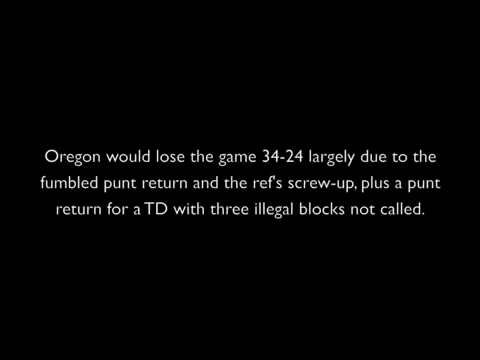 Oregon would lose the game 34-24 largely due to the
fumbled punt return and the ref's screw-up, plus a punt
return for a TD with three illegal blocks not called.